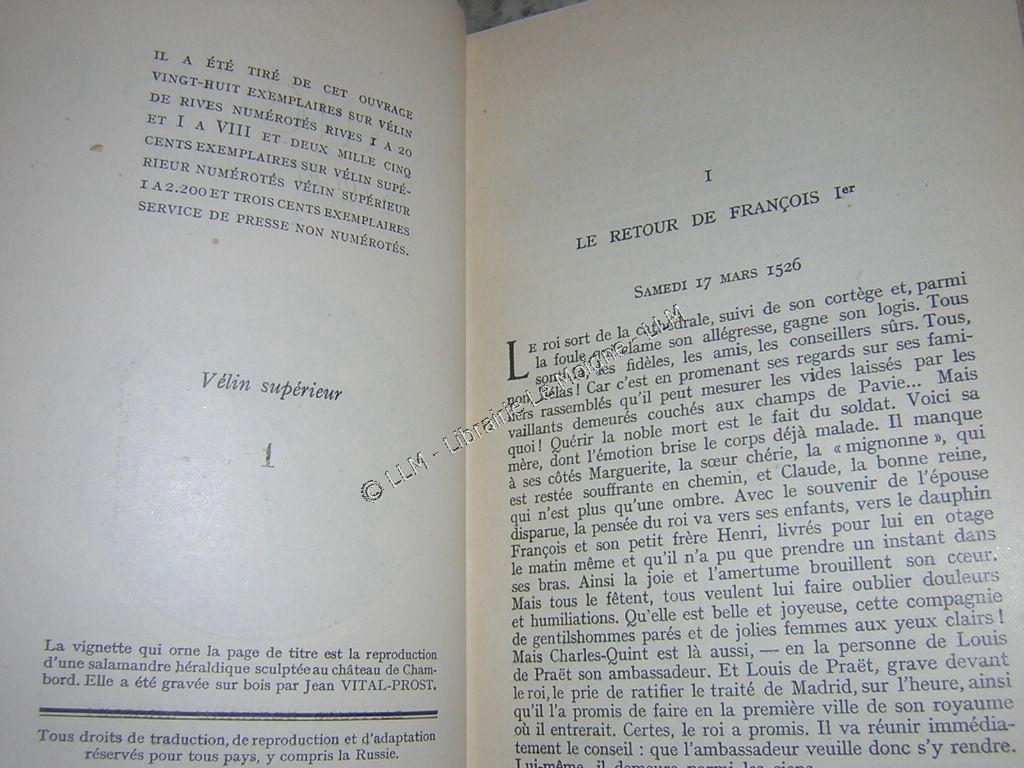 IL A ÉTÉ TIRÉ DE CET OUVRAGE
VINGT-HUIT EXEMPLAIRES SUR VÉLIN
DE RIVES NUMÉROTÉS RIVES 1 A 20
ET I A VIII ET DEUX MILLE CINQ
CENTS EXEMPLAIRES SUR VÉLIN SUPÉ-
RIEUR NUMÉROTÉS VÉLIN SUPÉRIEUR
1 A 2.200 ET TROIS CENTS EXEMPLAIRES
SERVICE DE PRESSE NON NUMÉROTÉS.
Vélin supérieur
1
La vignette qui orne la page de titre est la reproduction
d'une salamandre héraldique sculptée au château de Cham-
bord. Elle a été gravée sur bois par Jean VITAL-PROST.
Tous droits de traduction, de reproduction et d'adaptation
réservés pour tous pays, y compris la Russie.
I
LE RETOUR DE FRANÇOIS Ier
SAMEDI 17 MARS 1526
LE roi sort de la cathédrale, suivi de son cortège et, parmi
la foule qui clame son allégresse, gagne son logis. Tous
sont là, les fidèles, les amis, les conseillers sûrs. Tous,
non, hélas! Car c'est en promenant ses regards sur ses fami-
liers rassemblés qu'il peut mesurer les vides laissés par les
vaillants demeurés couchés aux champs de Pavie... Mais
quoi! Quérir la noble mort est le fait du soldat. Voici sa
mère, dont l'émotion brise le corps déjà malade. Il manque
à ses côtés Marguerite, la sœur chérie, la « mignonne », qui
est restée souffrante en chemin, et Claude, la bonne reine,
qui n'est plus qu'une ombre. Avec le souvenir de l'épouse
disparue, la pensée du roi va vers ses enfants, vers le dauphin
François et son petit frère Henri, livrés pour lui en otage
le matin même et qu'il n'a pu que prendre un instant dans
ses bras. Ainsi la joie et l'amertume brouillent son cœur.
Mais tous le fêtent, tous veulent lui faire oublier douleurs
et humiliations. Qu'elle est belle et joyeuse, cette compagnie
de gentilshommes parés et de jolies femmes aux yeux clairs!
Mais Charles-Quint est là aussi, — en la personne de Louis
de Praët son ambassadeur. Et Louis de Praët, grave devant
le roi, le prie de ratifier le traité de Madrid, sur l'heure, ainsi
qu'il l'a promis de faire en la première ville de son royaume
où il entrerait. Certes, le roi a promis. Il va réunir immédia-
tement le conseil : que l'ambassadeur veuille donc s'y rendre.
Lui-même, il demeure parmi les siens
© LLM - Librairie Le Moigne - LLM